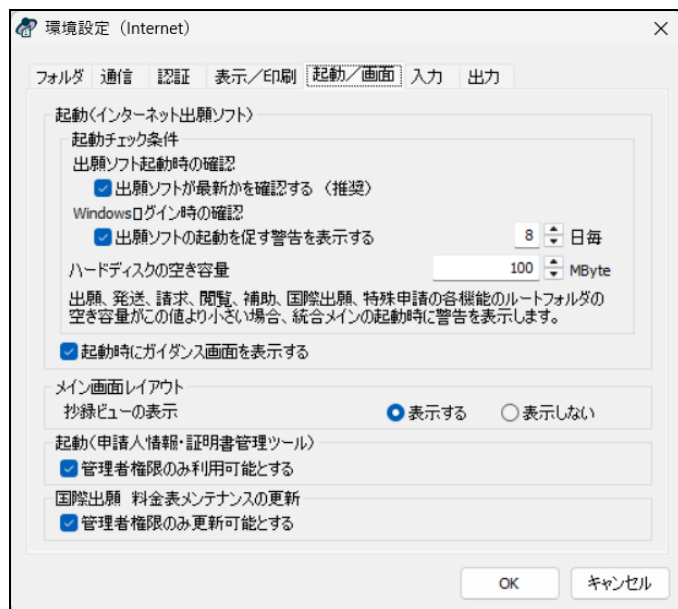 環境設定（Internet）
フォルダ 通信 認証 表示／印刷 起動／画面 入力 出力
起動（インターネット出願ソフト）
起動チェック条件
出願ソフト起動時の確認
出願ソフトが最新かを確認する（推奨）
Windowsログイン時の確認
出願ソフトの起動を促す警告を表示する 8 日毎
ハードディスクの空き容量 100 MByte
出願、発送、請求、閲覧、補助、国際出願、特殊申請の各機能のルートフォルダの
空き容量がこの値より小さい場合、統合メインの起動時に警告を表示します。
起動時にガイダンス画面を表示する
メイン画面レイアウト
抄録ビューの表示 表示する 表示しない
起動（申請人情報・証明書管理ツール）
管理者権限のみ利用可能とする
国際出願 料金表メンテナンスの更新
管理者権限のみ更新可能とする
OK キャンセル